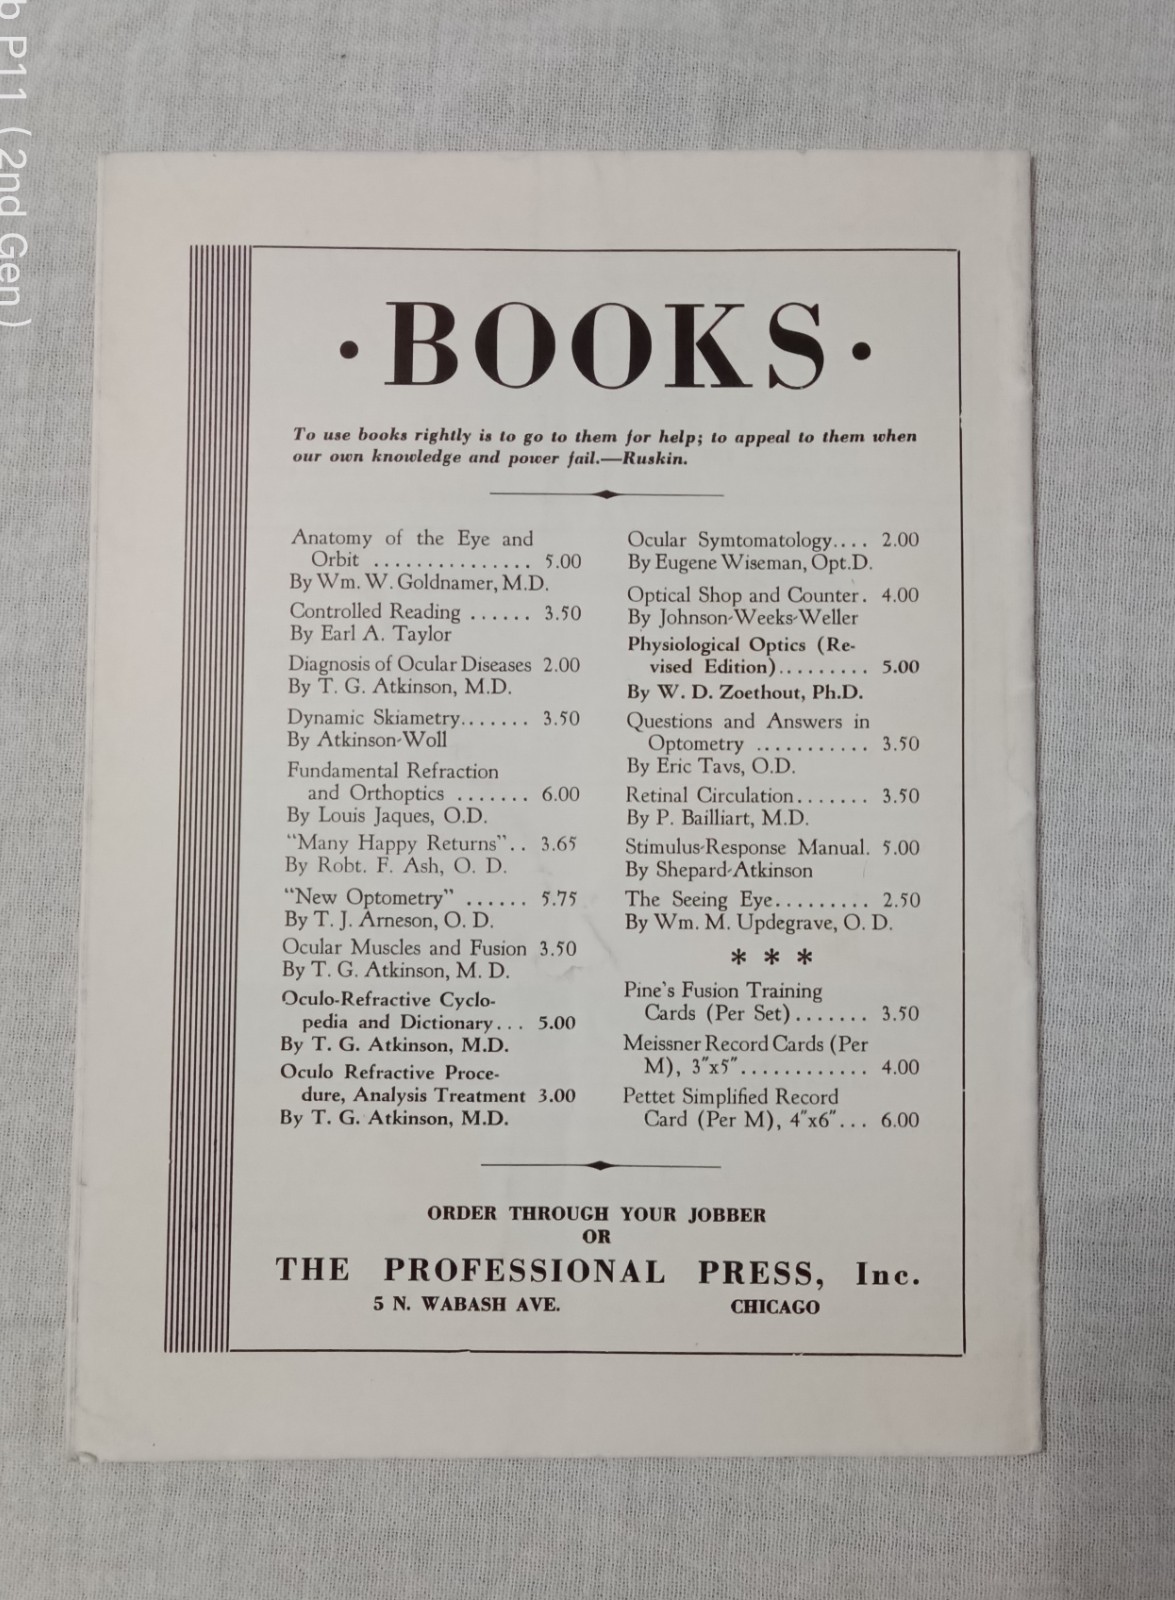 b P11 (2nd Gen)
• BOOKS •
To use books rightly is to go to them for help; to appeal to them when
our own knowledge and power fail.—Ruskin.
Anatomy of the Eye and
Orbit ............... 5.00
By Wm. W. Goldnamer, M.D.
Controlled Reading ...... 3.50
By Earl A. Taylor
Diagnosis of Ocular Diseases 2.00
By T. G. Atkinson, M.D.
Dynamic Skiametry....... 3.50
By Atkinson-Woll
Fundamental Refraction
and Orthoptics ....... 6.00
By Louis Jaques, O.D.
"Many Happy Returns".. 3.65
By Robt. F. Ash, O. D.
"New Optometry" ...... 5.75
By T. J. Arneson, O. D.
Ocular Muscles and Fusion 3.50
By T. G. Atkinson, M. D.
Oculo-Refractive Cyclo-
pedia and Dictionary... 5.00
By T. G. Atkinson, M.D.
Oculo Refractive Proce-
dure, Analysis Treatment 3.00
By T. G. Atkinson, M.D.
Ocular Symtomatology.... 2.00
By Eugene Wiseman, Opt.D.
Optical Shop and Counter. 4.00
By Johnson-Weeks-Weller
Physiological Optics (Re-
vised Edition)......... 5.00
By W. D. Zoethout, Ph.D.
Questions and Answers in
Optometry ........... 3.50
By Eric Tavs, O.D.
Retinal Circulation....... 3.50
By P. Bailliart, M.D.
Stimulus-Response Manual. 5.00
By Shepard-Atkinson
The Seeing Eye......... 2.50
By Wm. M. Updegrave, O. D.
* * *
Pine's Fusion Training
Cards (Per Set)....... 3.50
Meissner Record Cards (Per
M), 3"x5"............ 4.00
Pettet Simplified Record
Card (Per M), 4"x6"... 6.00
ORDER THROUGH YOUR JOBBER
OR
THE PROFESSIONAL PRESS, Inc.
5 N. WABASH AVE. CHICAGO